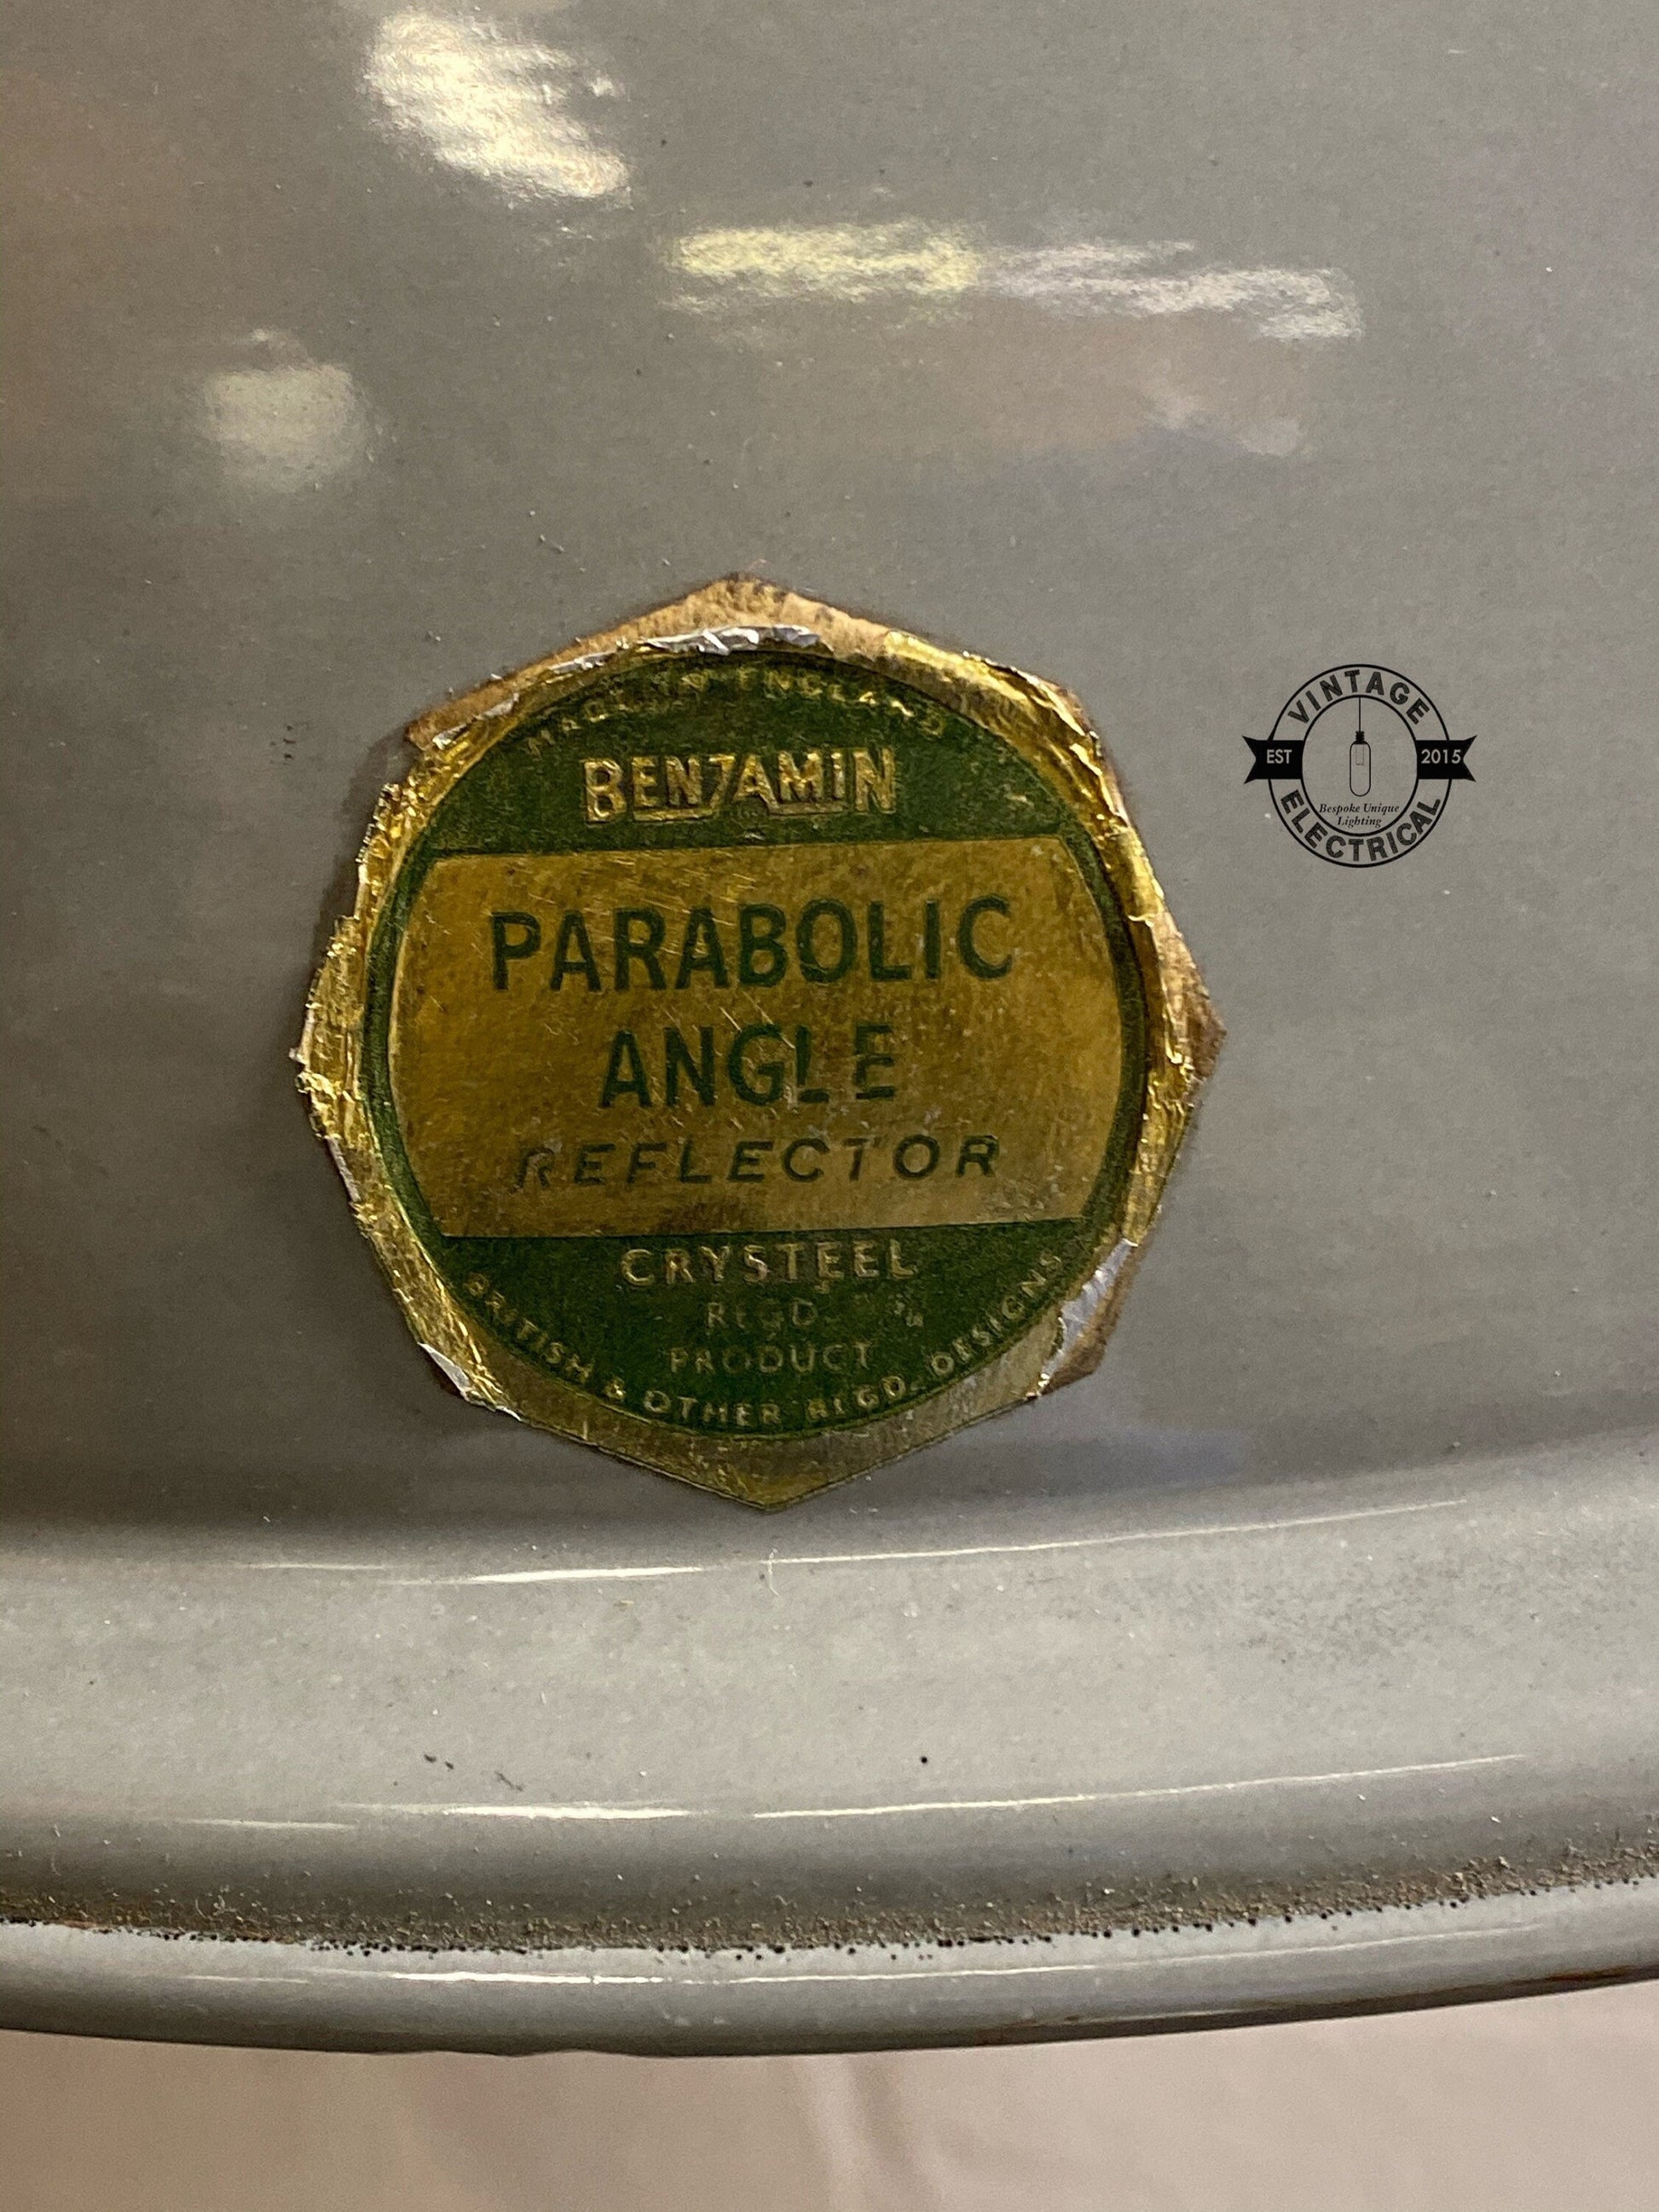 MADE IN ENGLAND
BENJAMIN
PARABOLIC
ANGLE
REFLECTOR
CRYSTEEL
REGD
PRODUCT
BRITISH & OTHER REGD. DESIGNS
VINTAGE
EST 2015
Bespoke Unique
Lighting
ELECTRICAL